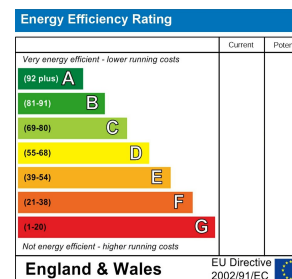 Energy Efficiency Rating
Current
Very energy efficient - lower running costs
(92 plus) A
(81-91) B
(69-80) C
(55-68) D
(39-54) E
(21-38) F
(1-20) G
Not energy efficient - higher running costs
England & Wales
EU Directive
2002/91/EC